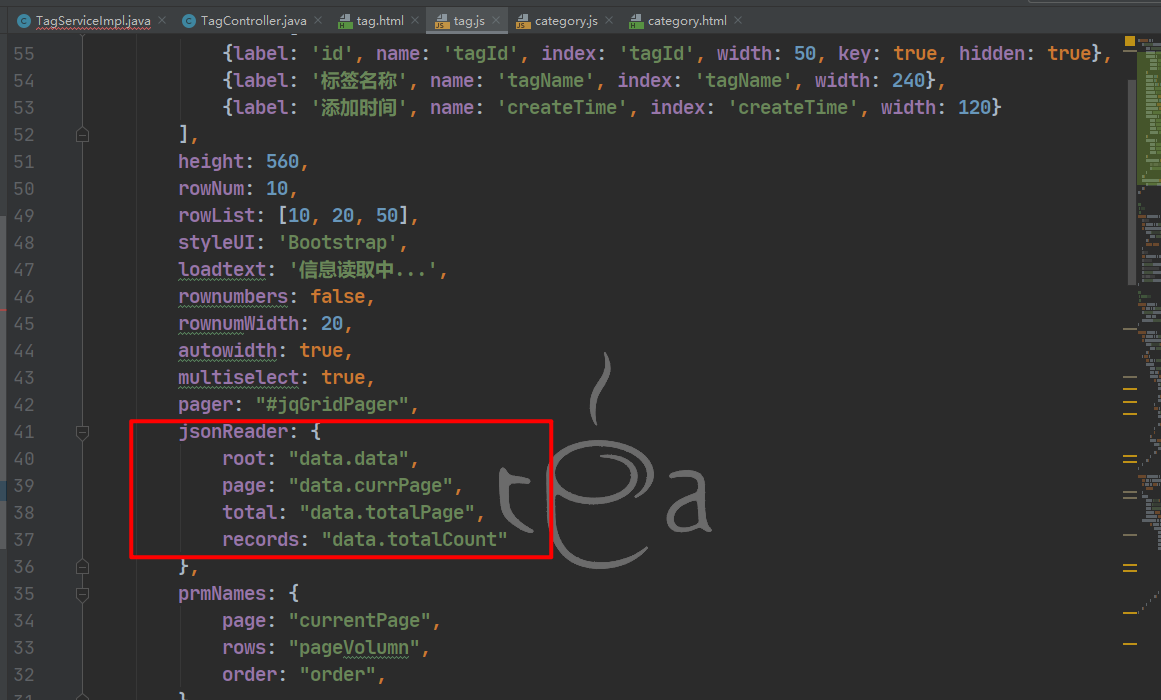 TagServiceImpl.java TagController.java tag.html tag.js category.js category.html
55 {label: 'id', name: 'tagId', index: 'tagId', width: 50, key: true, hidden: true},
54 {label: '标签名称', name: 'tagName', index: 'tagName', width: 240},
53 {label: '添加时间', name: 'createTime', index: 'createTime', width: 120}
52 ],
51 height: 560,
50 rowNum: 10,
49 rowList: [10, 20, 50],
48 styleUI: 'Bootstrap',
47 loadtext: '信息读取中...',
46 rownumbers: false,
45 rownumWidth: 20,
44 autowidth: true,
43 multiselect: true,
42 pager: "#jqGridPager",
41 jsonReader: {
40 root: "data.data",
39 page: "data.currPage",
38 total: "data.totalPage",
37 records: "data.totalCount"
36 },
35 prmNames: {
34 page: "currentPage",
33 rows: "pageVolumn",
32 order: "order",
tea